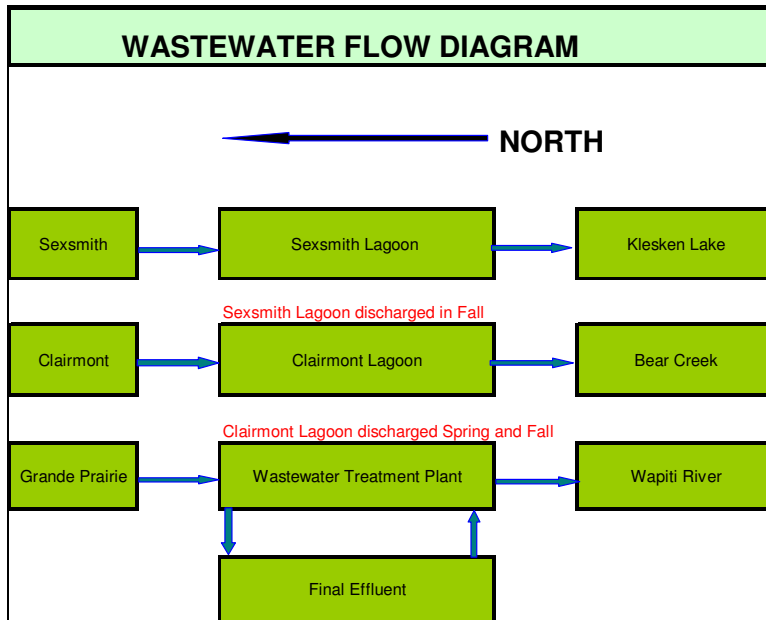 WASTEWATER FLOW DIAGRAM
NORTH
Sexsmith
Sexsmith Lagoon
Klesken Lake
Sexsmith Lagoon discharged in Fall
Clairmont
Clairmont Lagoon
Bear Creek
Clairmont Lagoon discharged Spring and Fall
Grande Prairie
Wastewater Treatment Plant
Wapiti River
Final Effluent